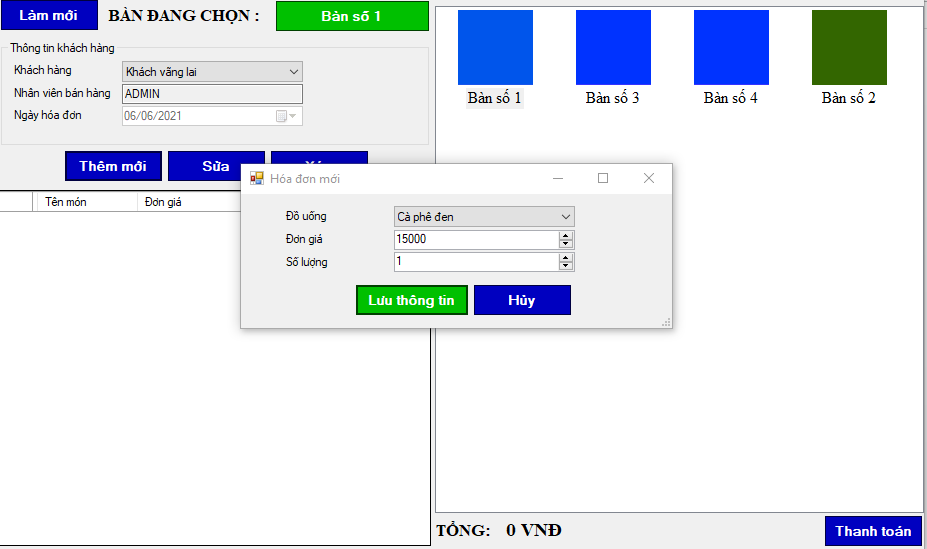 Làm mới
BÀN ĐANG CHỌN :
Bàn số 1
Thông tin khách hàng
Khách hàng
Khách vãng lai
Nhân viên bán hàng
ADMIN
Ngày hóa đơn
06/06/2021
Thêm mới
Sửa
Tên món
Đơn giá
Bàn số 1
Bàn số 3
Bàn số 4
Bàn số 2
Hóa đơn mới
Đồ uống
Cà phê đen
Đơn giá
15000
Số lượng
1
Lưu thông tin
Hủy
TỔNG: 0 VNĐ
Thanh toán